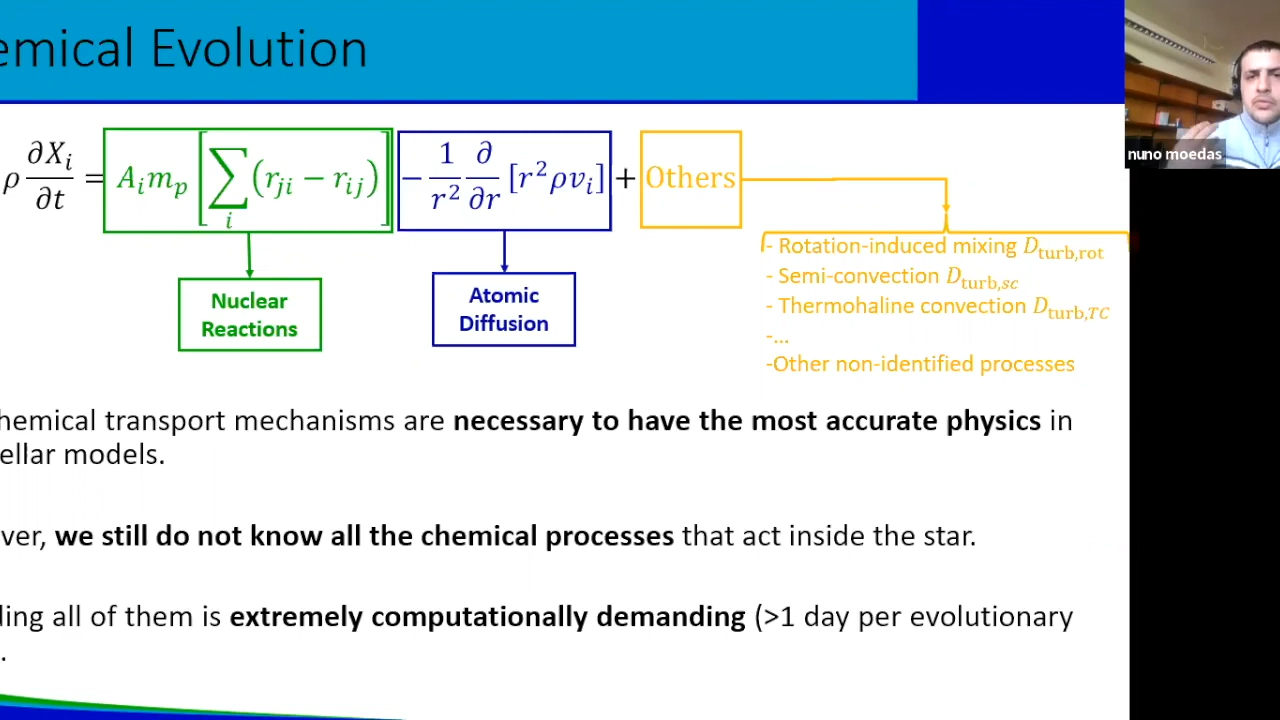 emical Evolution
nuno moedas
ρ ∂X_i/∂t = A_i m_p [∑_i (r_ji − r_ij)] − 1/r² ∂/∂r [r²ρv_i] + Others
- Rotation-induced mixing D_turb,rot
- Semi-convection D_turb,sc
- Thermohaline convection D_turb,TC
-...
-Other non-identified processes
Nuclear
Reactions
Atomic
Diffusion
hemical transport mechanisms are necessary to have the most accurate physics in
ellar models.
ver, we still do not know all the chemical processes that act inside the star.
ding all of them is extremely computationally demanding (>1 day per evolutionary
.